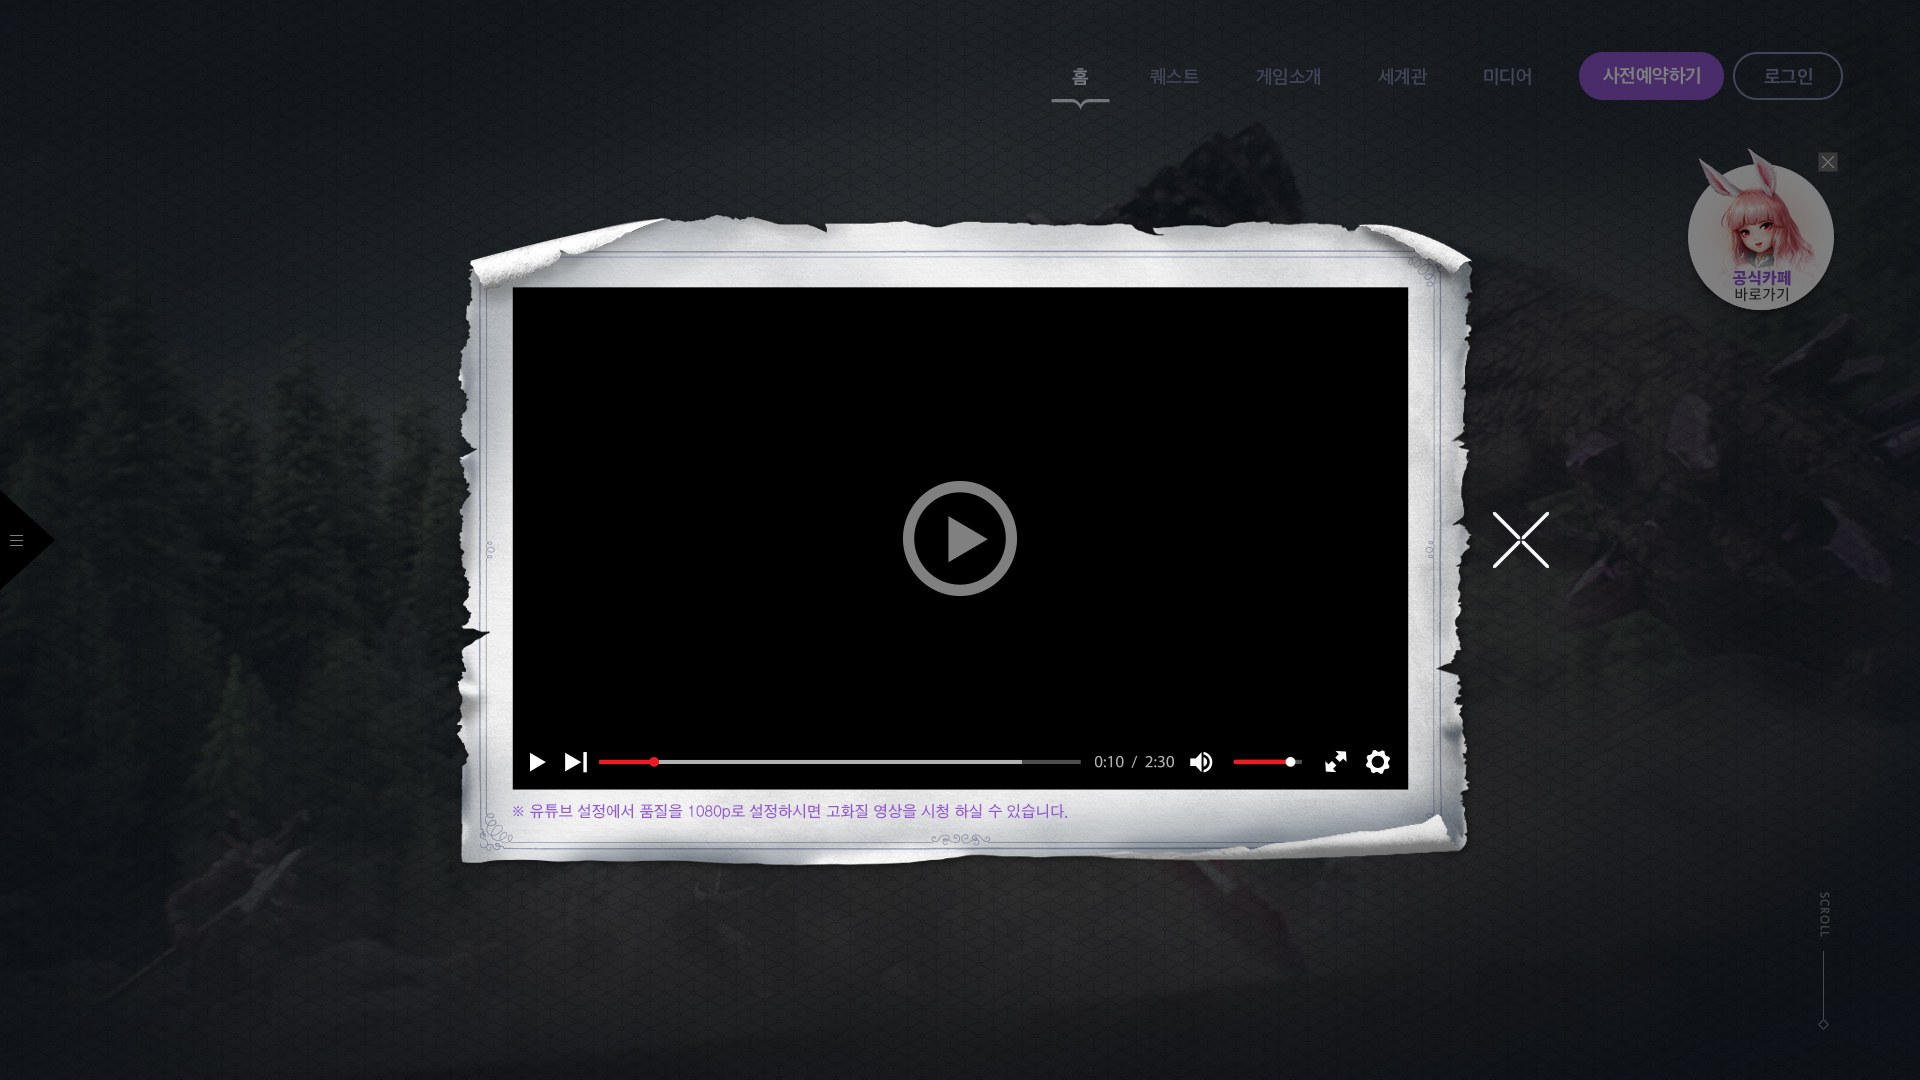 홈
퀘스트
게임소개
세계관
미디어
사전예약하기
로그인
공식카페
바로가기
0:10 / 2:30
※ 유튜브 설정에서 품질을 1080p로 설정하시면 고화질 영상을 시청 하실 수 있습니다.
SCROLL